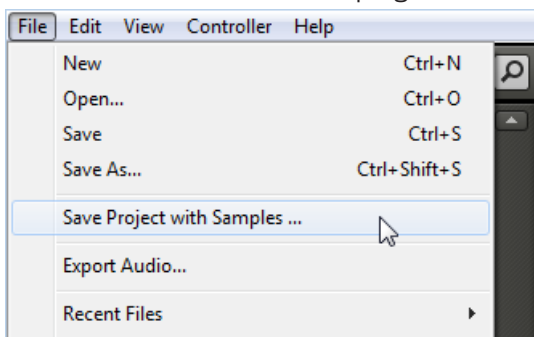 File Edit View Controller Help
New Ctrl+N
Open... Ctrl+O
Save Ctrl+S
Save As... Ctrl+Shift+S
Save Project with Samples ...
Export Audio...
Recent Files